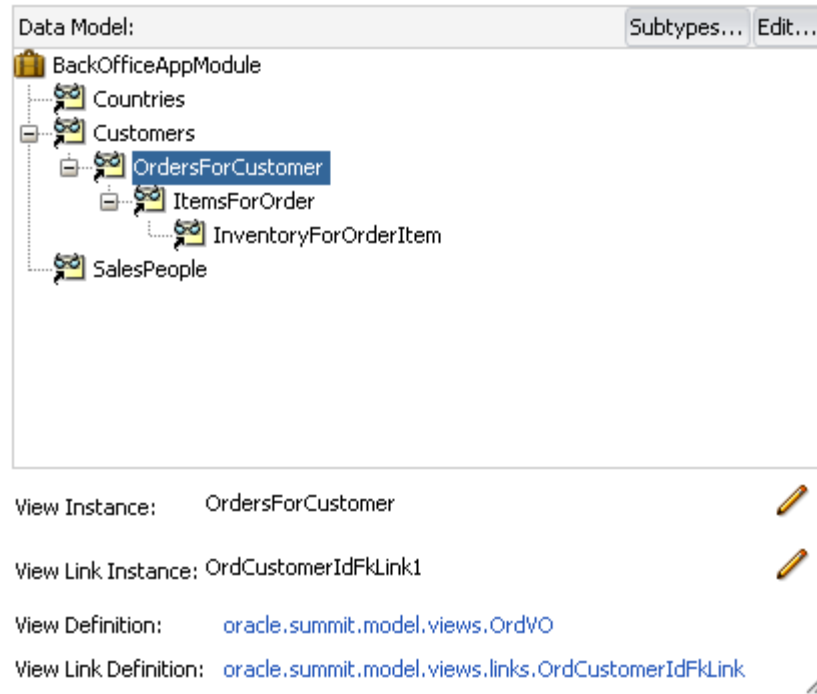 Data Model: Subtypes... Edit...
BackOfficeAppModule
Countries
Customers
OrdersForCustomer
ItemsForOrder
InventoryForOrderItem
SalesPeople
View Instance: OrdersForCustomer
View Link Instance: OrdCustomerIdFkLink1
View Definition: oracle.summit.model.views.OrdVO
View Link Definition: oracle.summit.model.views.links.OrdCustomerIdFkLink